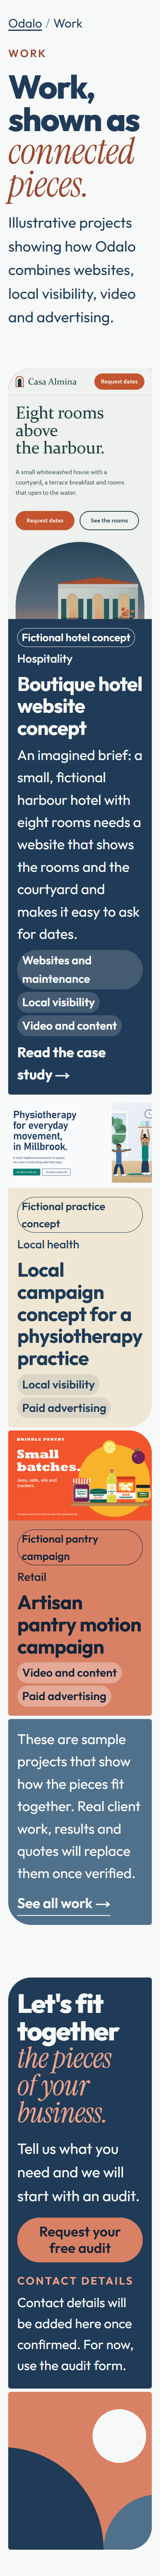 Odalo / Work
WORK
Work,
shown as
connected
pieces.
Illustrative projects
showing how Odalo
combines websites,
local visibility, video
and advertising.
Casa Almina
Request dates
Eight rooms
above
the harbour.
A small whitewashed house with a
courtyard, a terrace breakfast and rooms
that open to the water.
Request dates
See the rooms
Fictional hotel concept
Hospitality
Boutique hotel
website
concept
An imagined brief: a
small, fictional
harbour hotel with
eight rooms needs a
website that shows
the rooms and the
courtyard and
makes it easy to ask
for dates.
Websites and
maintenance
Local visibility
Video and content
Read the case
study →
Physiotherapy
for everyday
movement,
in Millbrook.
Fictional practice
concept
Local health
Local
campaign
concept for a
physiotherapy
practice
Local visibility
Paid advertising
BRINDLE PANTRY
Small
batches.
Jams, salts, oils and
crackers.
Fictional pantry
campaign
Retail
Artisan
pantry motion
campaign
Video and content
Paid advertising
These are sample
projects that show
how the pieces fit
together. Real client
work, results and
quotes will replace
them once verified.
See all work →
Let's fit
together
the pieces
of your
business.
Tell us what you
need and we will
start with an audit.
Request your
free audit
CONTACT DETAILS
Contact details will
be added here once
confirmed. For now,
use the audit form.